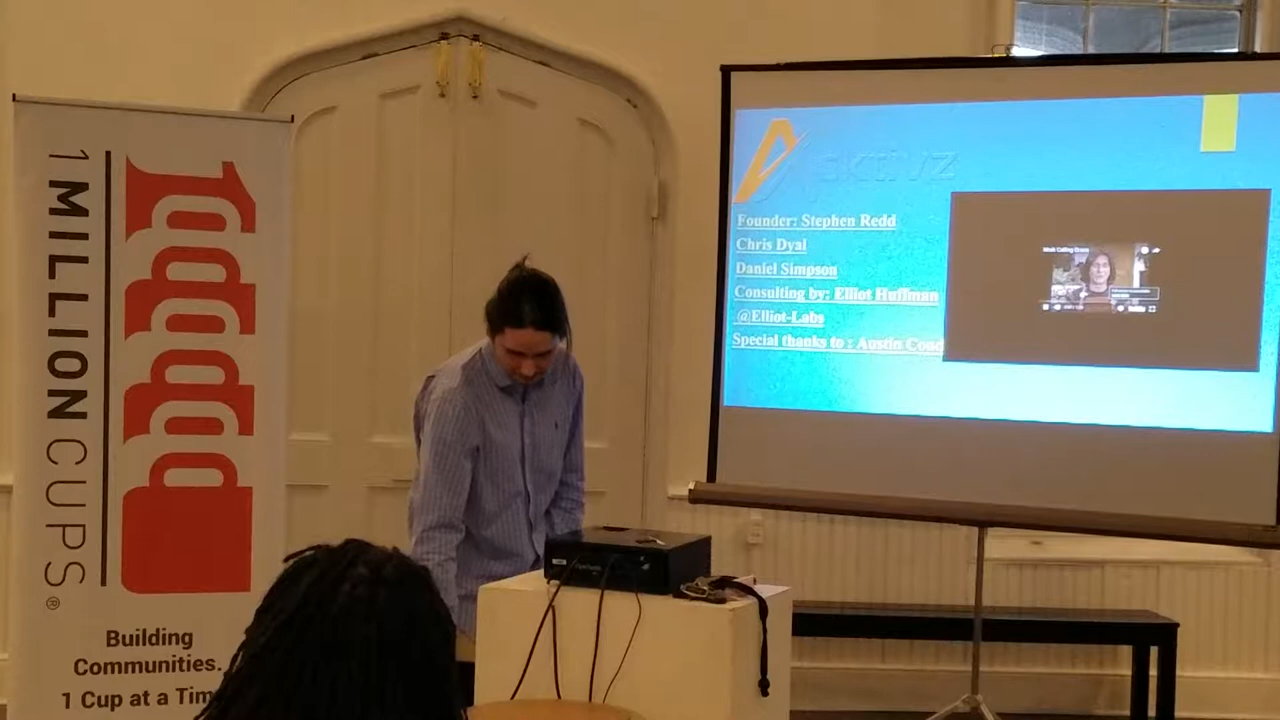 1 MILLION CUPS®
Building
Communities.
1 Cup at a Tim
aktivz
Founder: Stephen Redd
Chris Dyal
Daniel Simpson
Consulting by: Elliot Huffman
@Elliot-Labs
Special thanks to : Austin